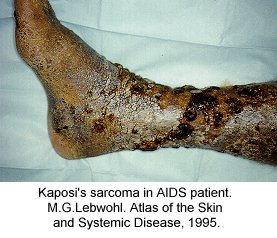 Kaposi's sarcoma in AIDS patient.
M.G.Lebwohl. Atlas of the Skin
and Systemic Disease, 1995.